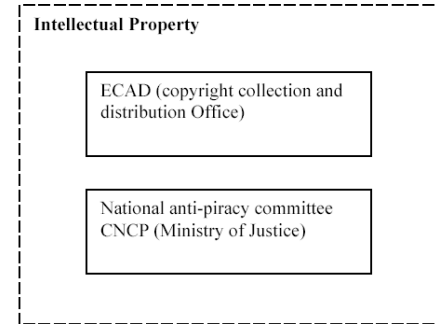 Intellectual Property
ECAD (copyright collection and
distribution Office)
National anti-piracy committee
CNCP (Ministry of Justice)